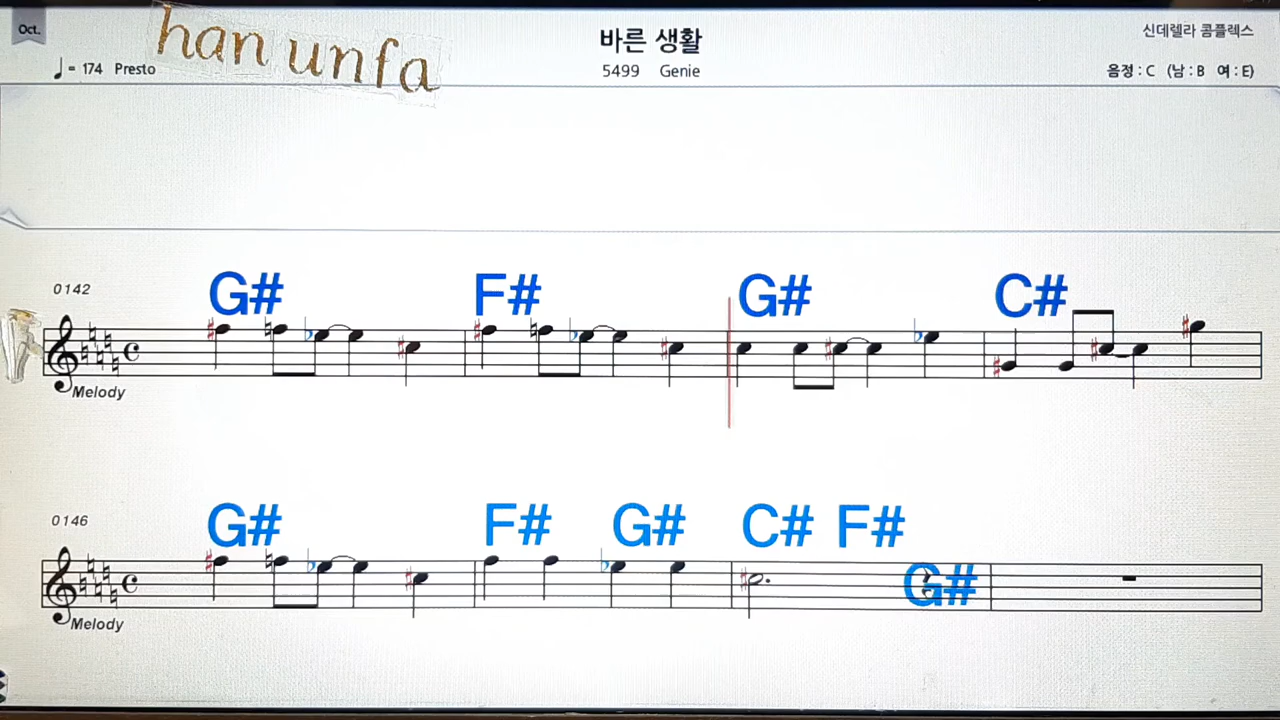 Oct.
han unfa
바른 생활
신데렐라 콤플렉스
♩ = 174 Presto
5499 Genie
음정 : C (남 : B 여 : E)
0142
G# F# G# C#
Melody
0146
G# F# G# C# F# G#
Melody